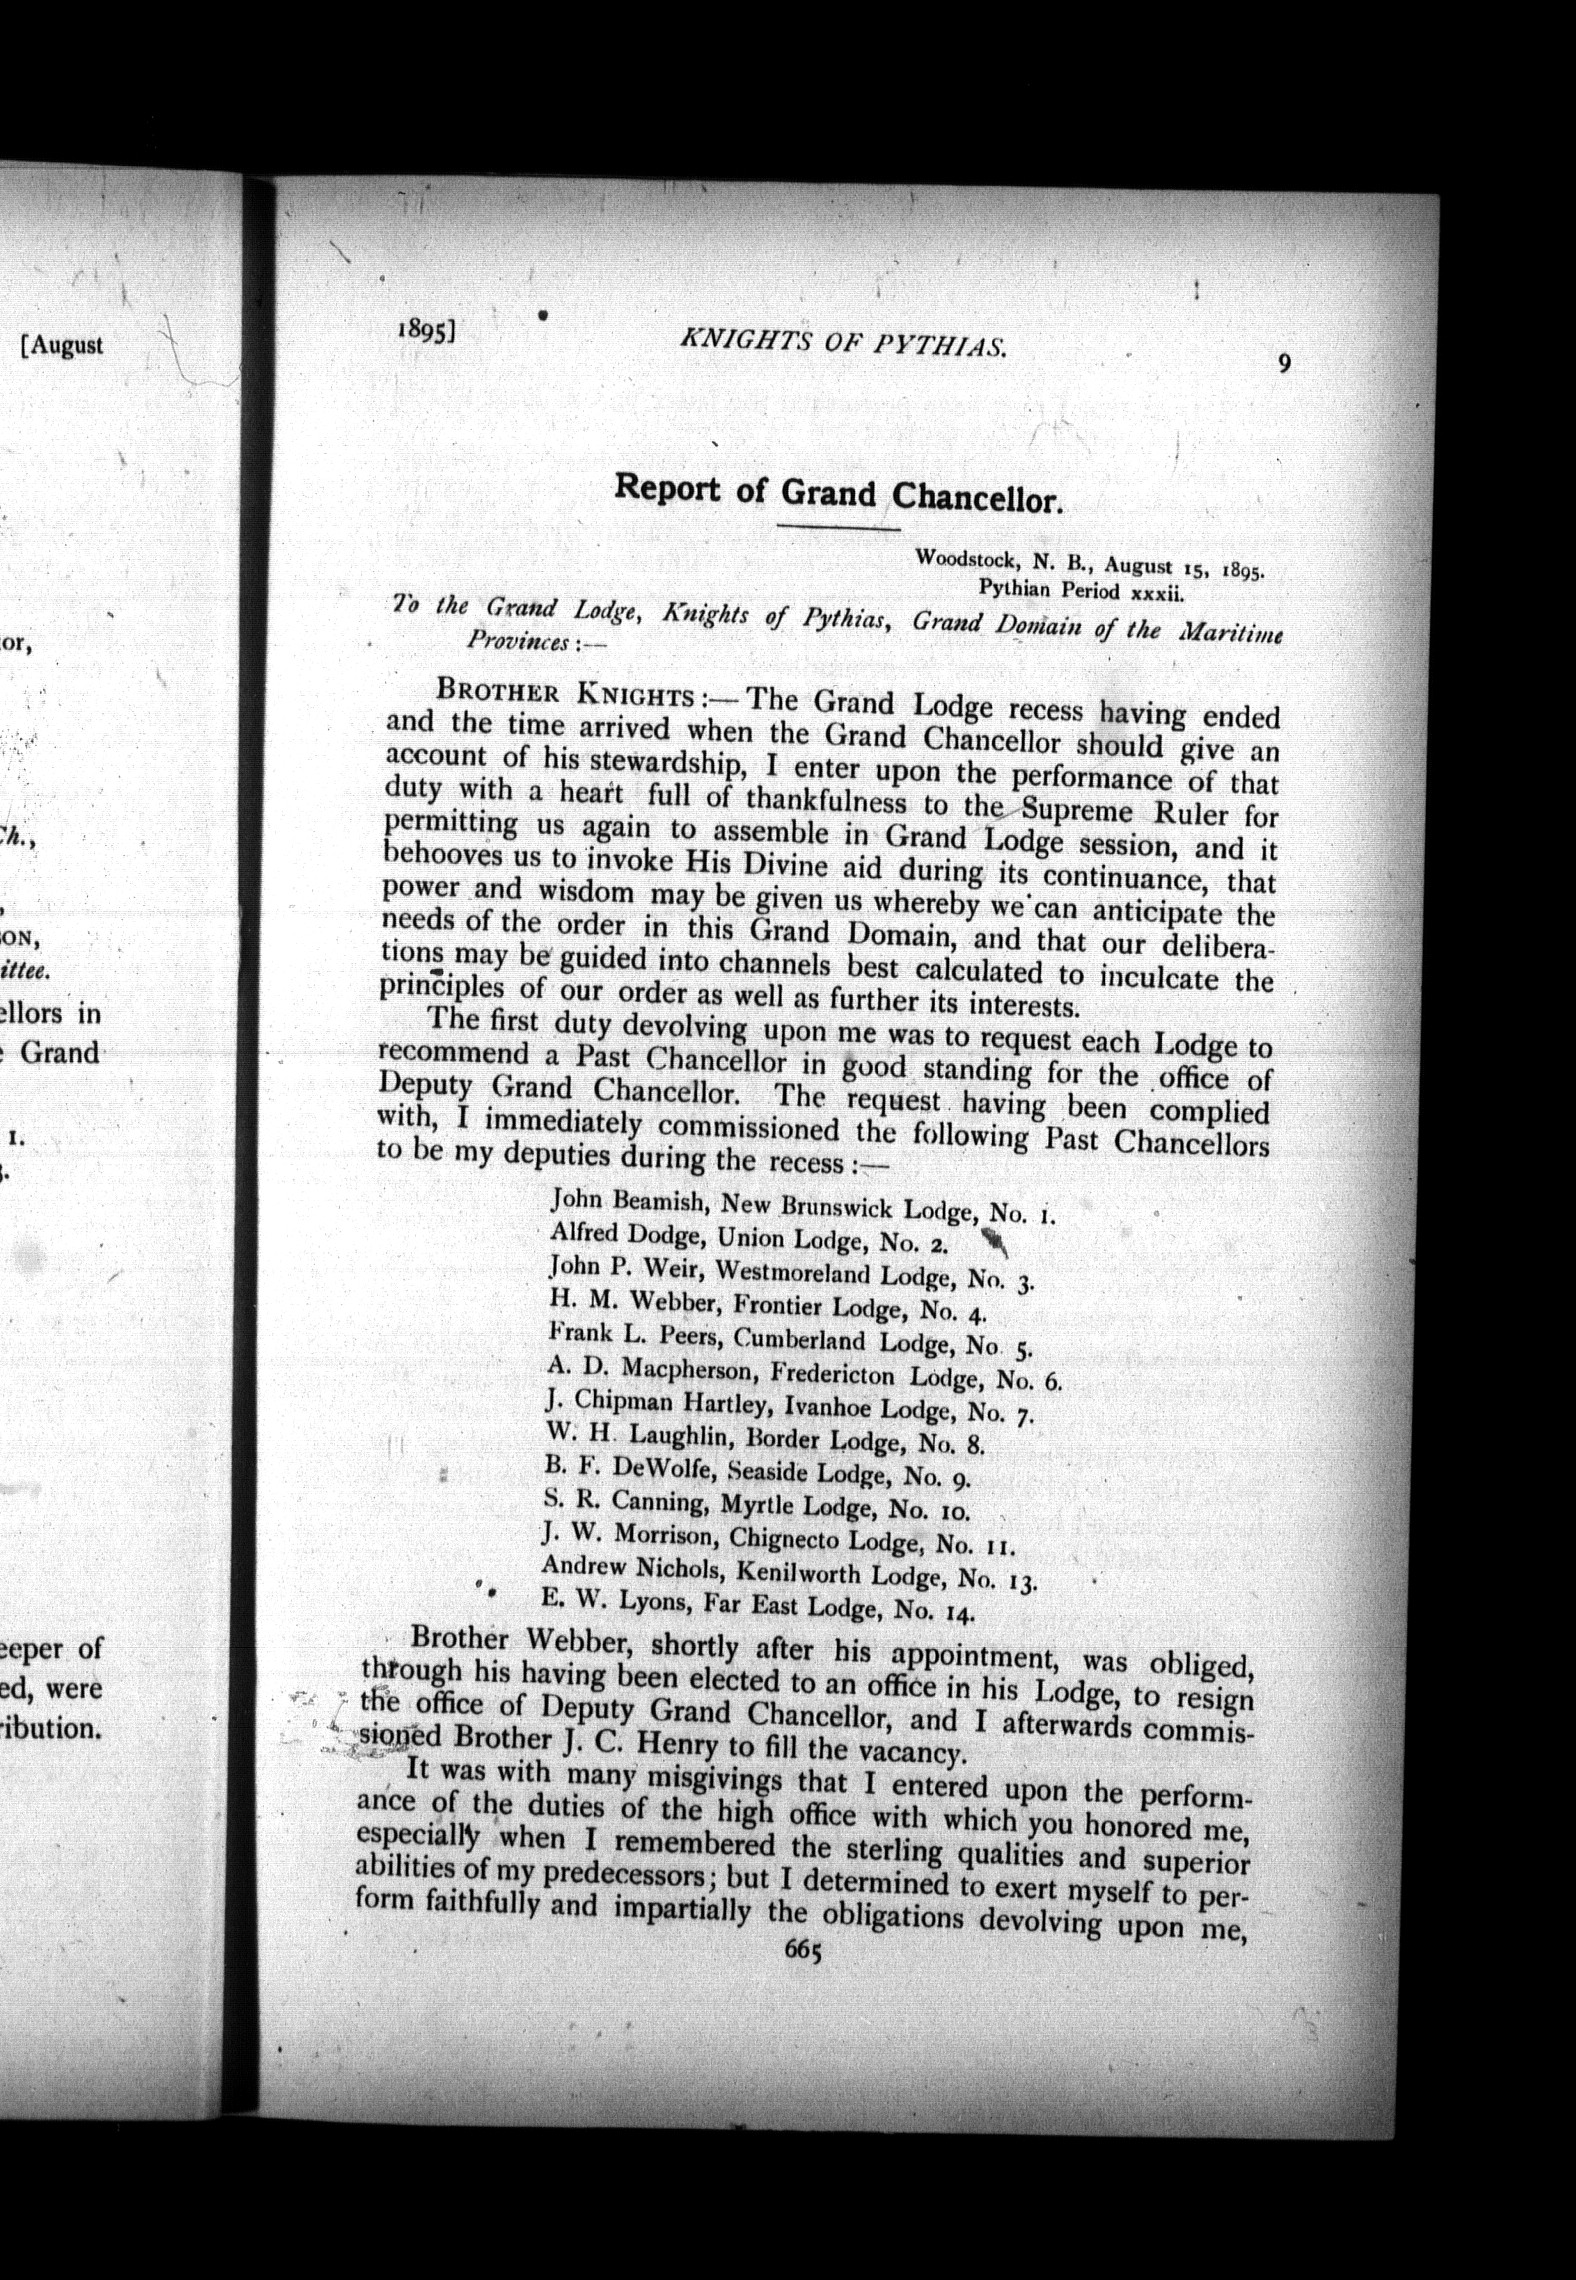 [August
or,
Ch.,
ON,
ittee.
ellors in
Grand
1.
eeper of
ed, were
ribution.
1895]
KNIGHTS OF PYTHIAS.
9
Report of Grand Chancellor.
Woodstock, N. B., August 15, 1895.
Pythian Period xxxii.
To the Grand Lodge, Knights of Pythias, Grand Domain of the Maritime
Provinces :—
BROTHER KNIGHTS :— The Grand Lodge recess having ended
and the time arrived when the Grand Chancellor should give an
account of his stewardship, I enter upon the performance of that
duty with a heart full of thankfulness to the Supreme Ruler for
permitting us again to assemble in Grand Lodge session, and it
behooves us to invoke His Divine aid during its continuance, that
power and wisdom may be given us whereby we can anticipate the
needs of the order in this Grand Domain, and that our delibera-
tions may be guided into channels best calculated to inculcate the
principles of our order as well as further its interests.
The first duty devolving upon me was to request each Lodge to
recommend a Past Chancellor in good standing for the office of
Deputy Grand Chancellor. The request having been complied
with, I immediately commissioned the following Past Chancellors
to be my deputies during the recess :—
John Beamish, New Brunswick Lodge, No. 1.
Alfred Dodge, Union Lodge, No. 2.
John P. Weir, Westmoreland Lodge, No. 3.
H. M. Webber, Frontier Lodge, No. 4.
Frank L. Peers, Cumberland Lodge, No. 5.
A. D. Macpherson, Fredericton Lodge, No. 6.
J. Chipman Hartley, Ivanhoe Lodge, No. 7.
W. H. Laughlin, Border Lodge, No. 8.
B. F. DeWolfe, Seaside Lodge, No. 9.
S. R. Canning, Myrtle Lodge, No. 10.
J. W. Morrison, Chignecto Lodge, No. 11.
Andrew Nichols, Kenilworth Lodge, No. 13.
E. W. Lyons, Far East Lodge, No. 14.
Brother Webber, shortly after his appointment, was obliged,
through his having been elected to an office in his Lodge, to resign
the office of Deputy Grand Chancellor, and I afterwards commis-
sioned Brother J. C. Henry to fill the vacancy.
It was with many misgivings that I entered upon the perform-
ance of the duties of the high office with which you honored me,
especially when I remembered the sterling qualities and superior
abilities of my predecessors; but I determined to exert myself to per-
form faithfully and impartially the obligations devolving upon me,
665